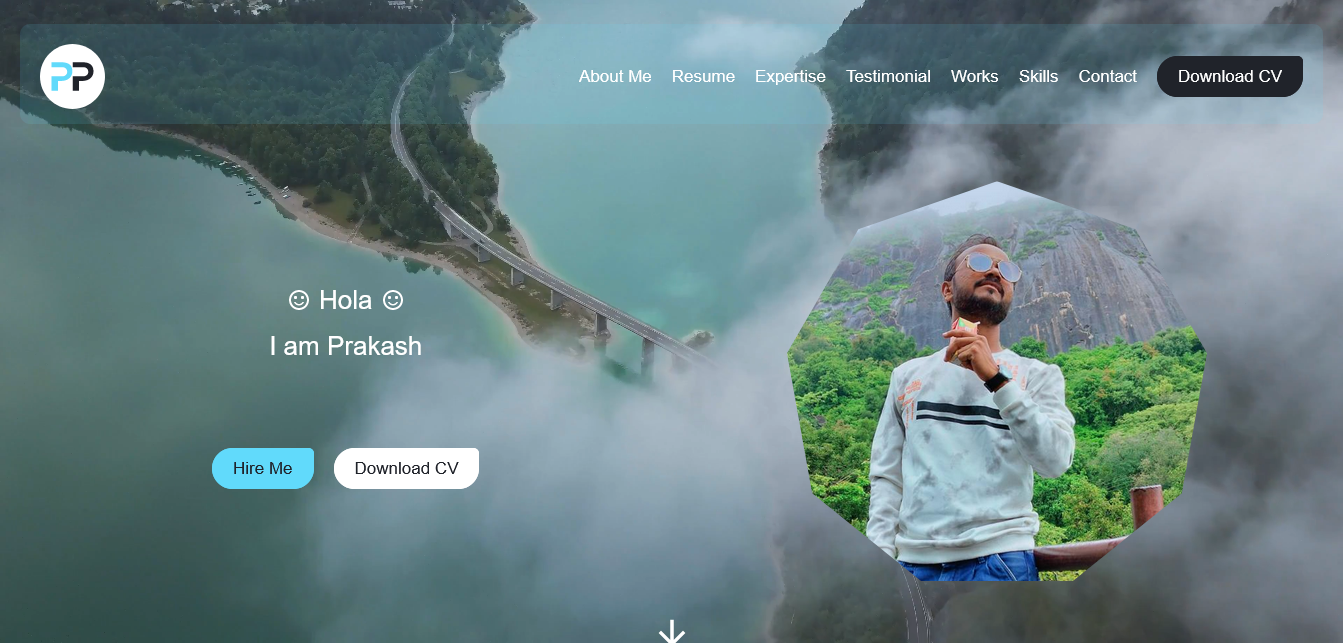 PP
About Me Resume Expertise Testimonial Works Skills Contact Download CV
☺ Hola ☺
I am Prakash
Hire Me Download CV